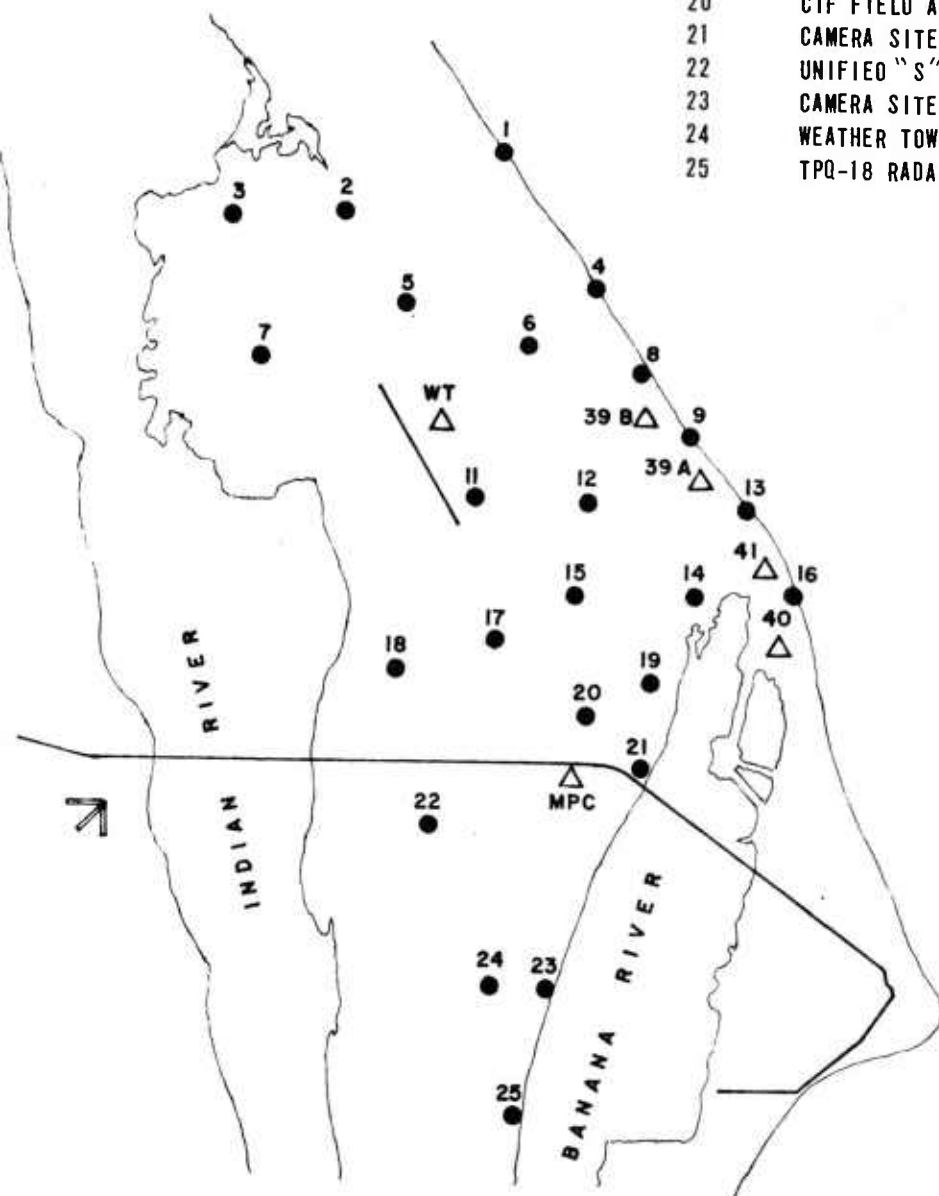 20 CIF FIELD A
21 CAMERA SITE
22 UNIFIED "S"
23 CAMERA SITE
24 WEATHER TOW
25 TPQ-18 RADA
1
3 2
4
5
6
7
8
WT
39 B
9
39 A
11
12
13
41
15
14
16
40
17
18
19
20
21
MPC
22
INDIAN RIVER
24
23
BANANA RIVER
25